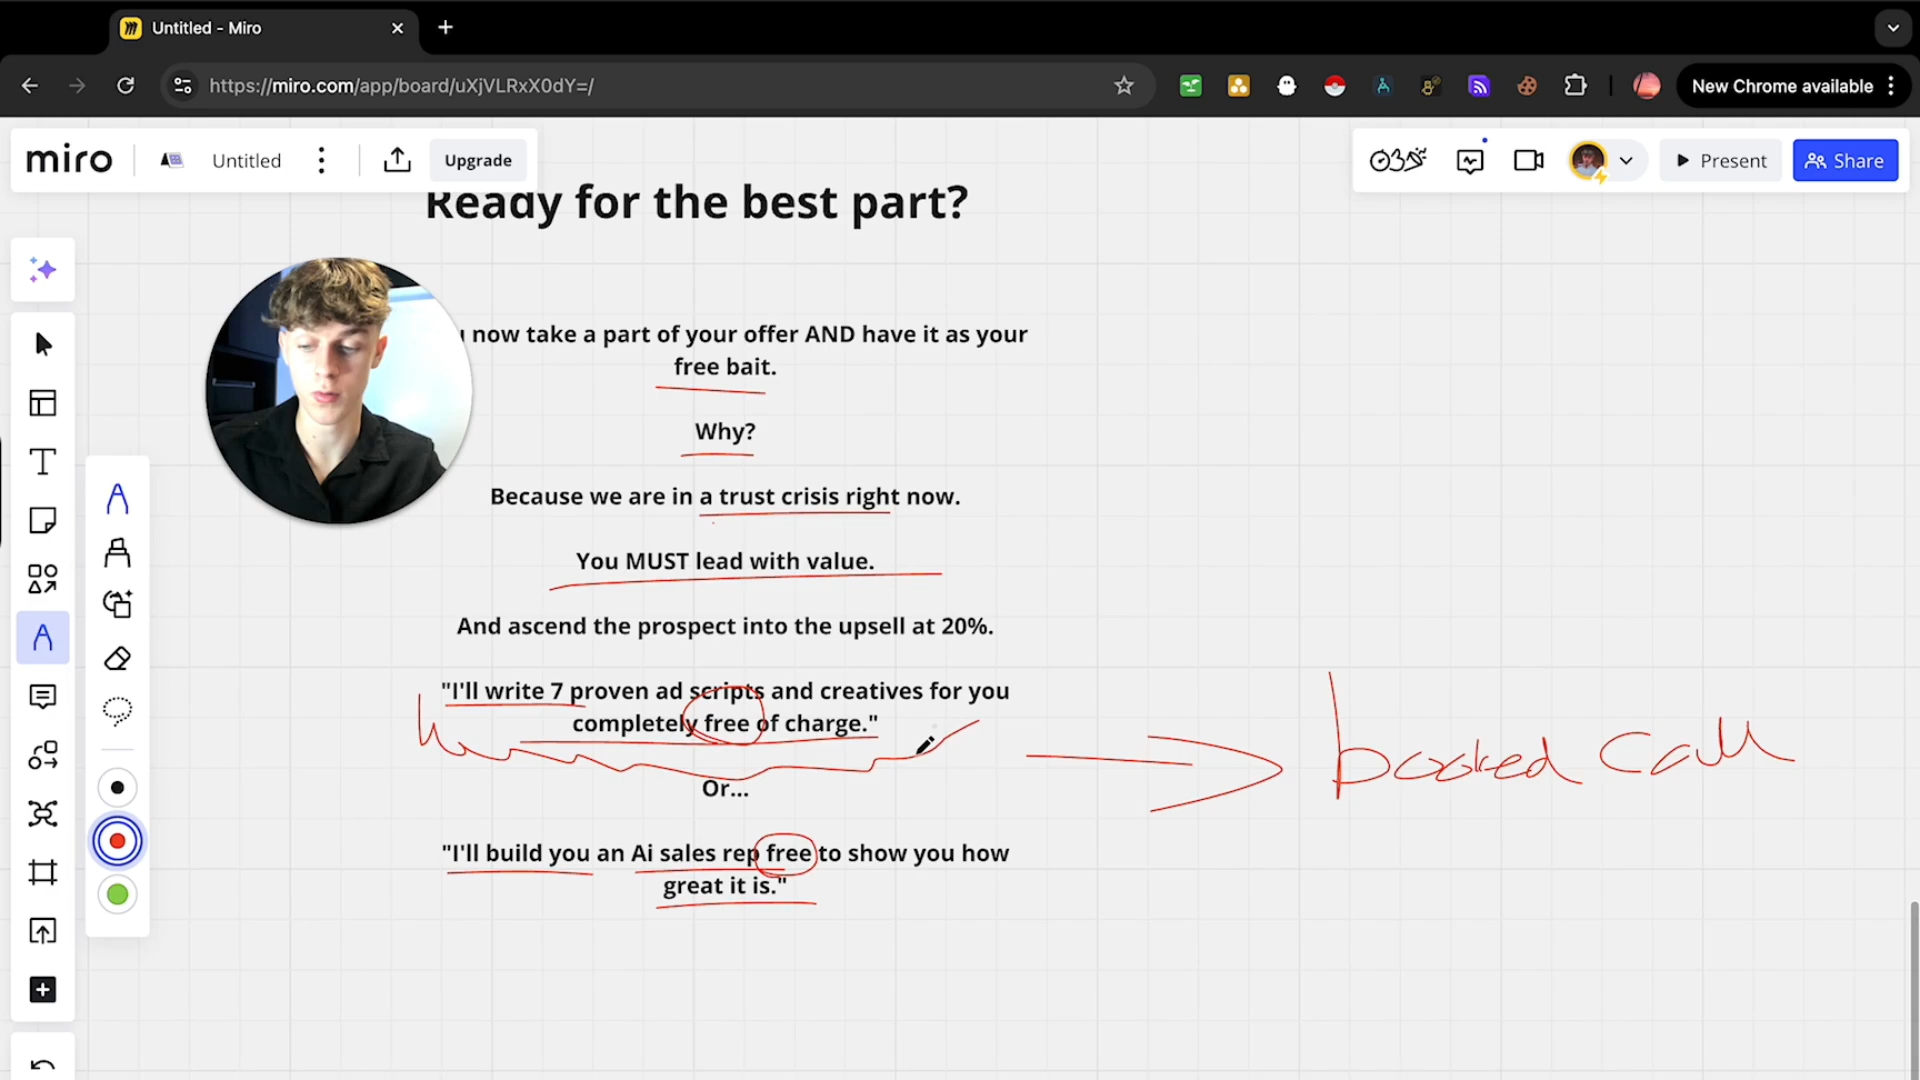 Untitled - Miro
https://miro.com/app/board/uXjVLRxX0dY=/
New Chrome available
miro
Untitled
Upgrade
Present
Share
Ready for the best part?
now take a part of your offer AND have it as your
free bait.
Why?
Because we are in a trust crisis right now.
You MUST lead with value.
And ascend the prospect into the upsell at 20%.
"I'll write 7 proven ad scripts and creatives for you
completely free of charge."
booked call
Or...
"I'll build you an Ai sales rep free to show you how
great it is."